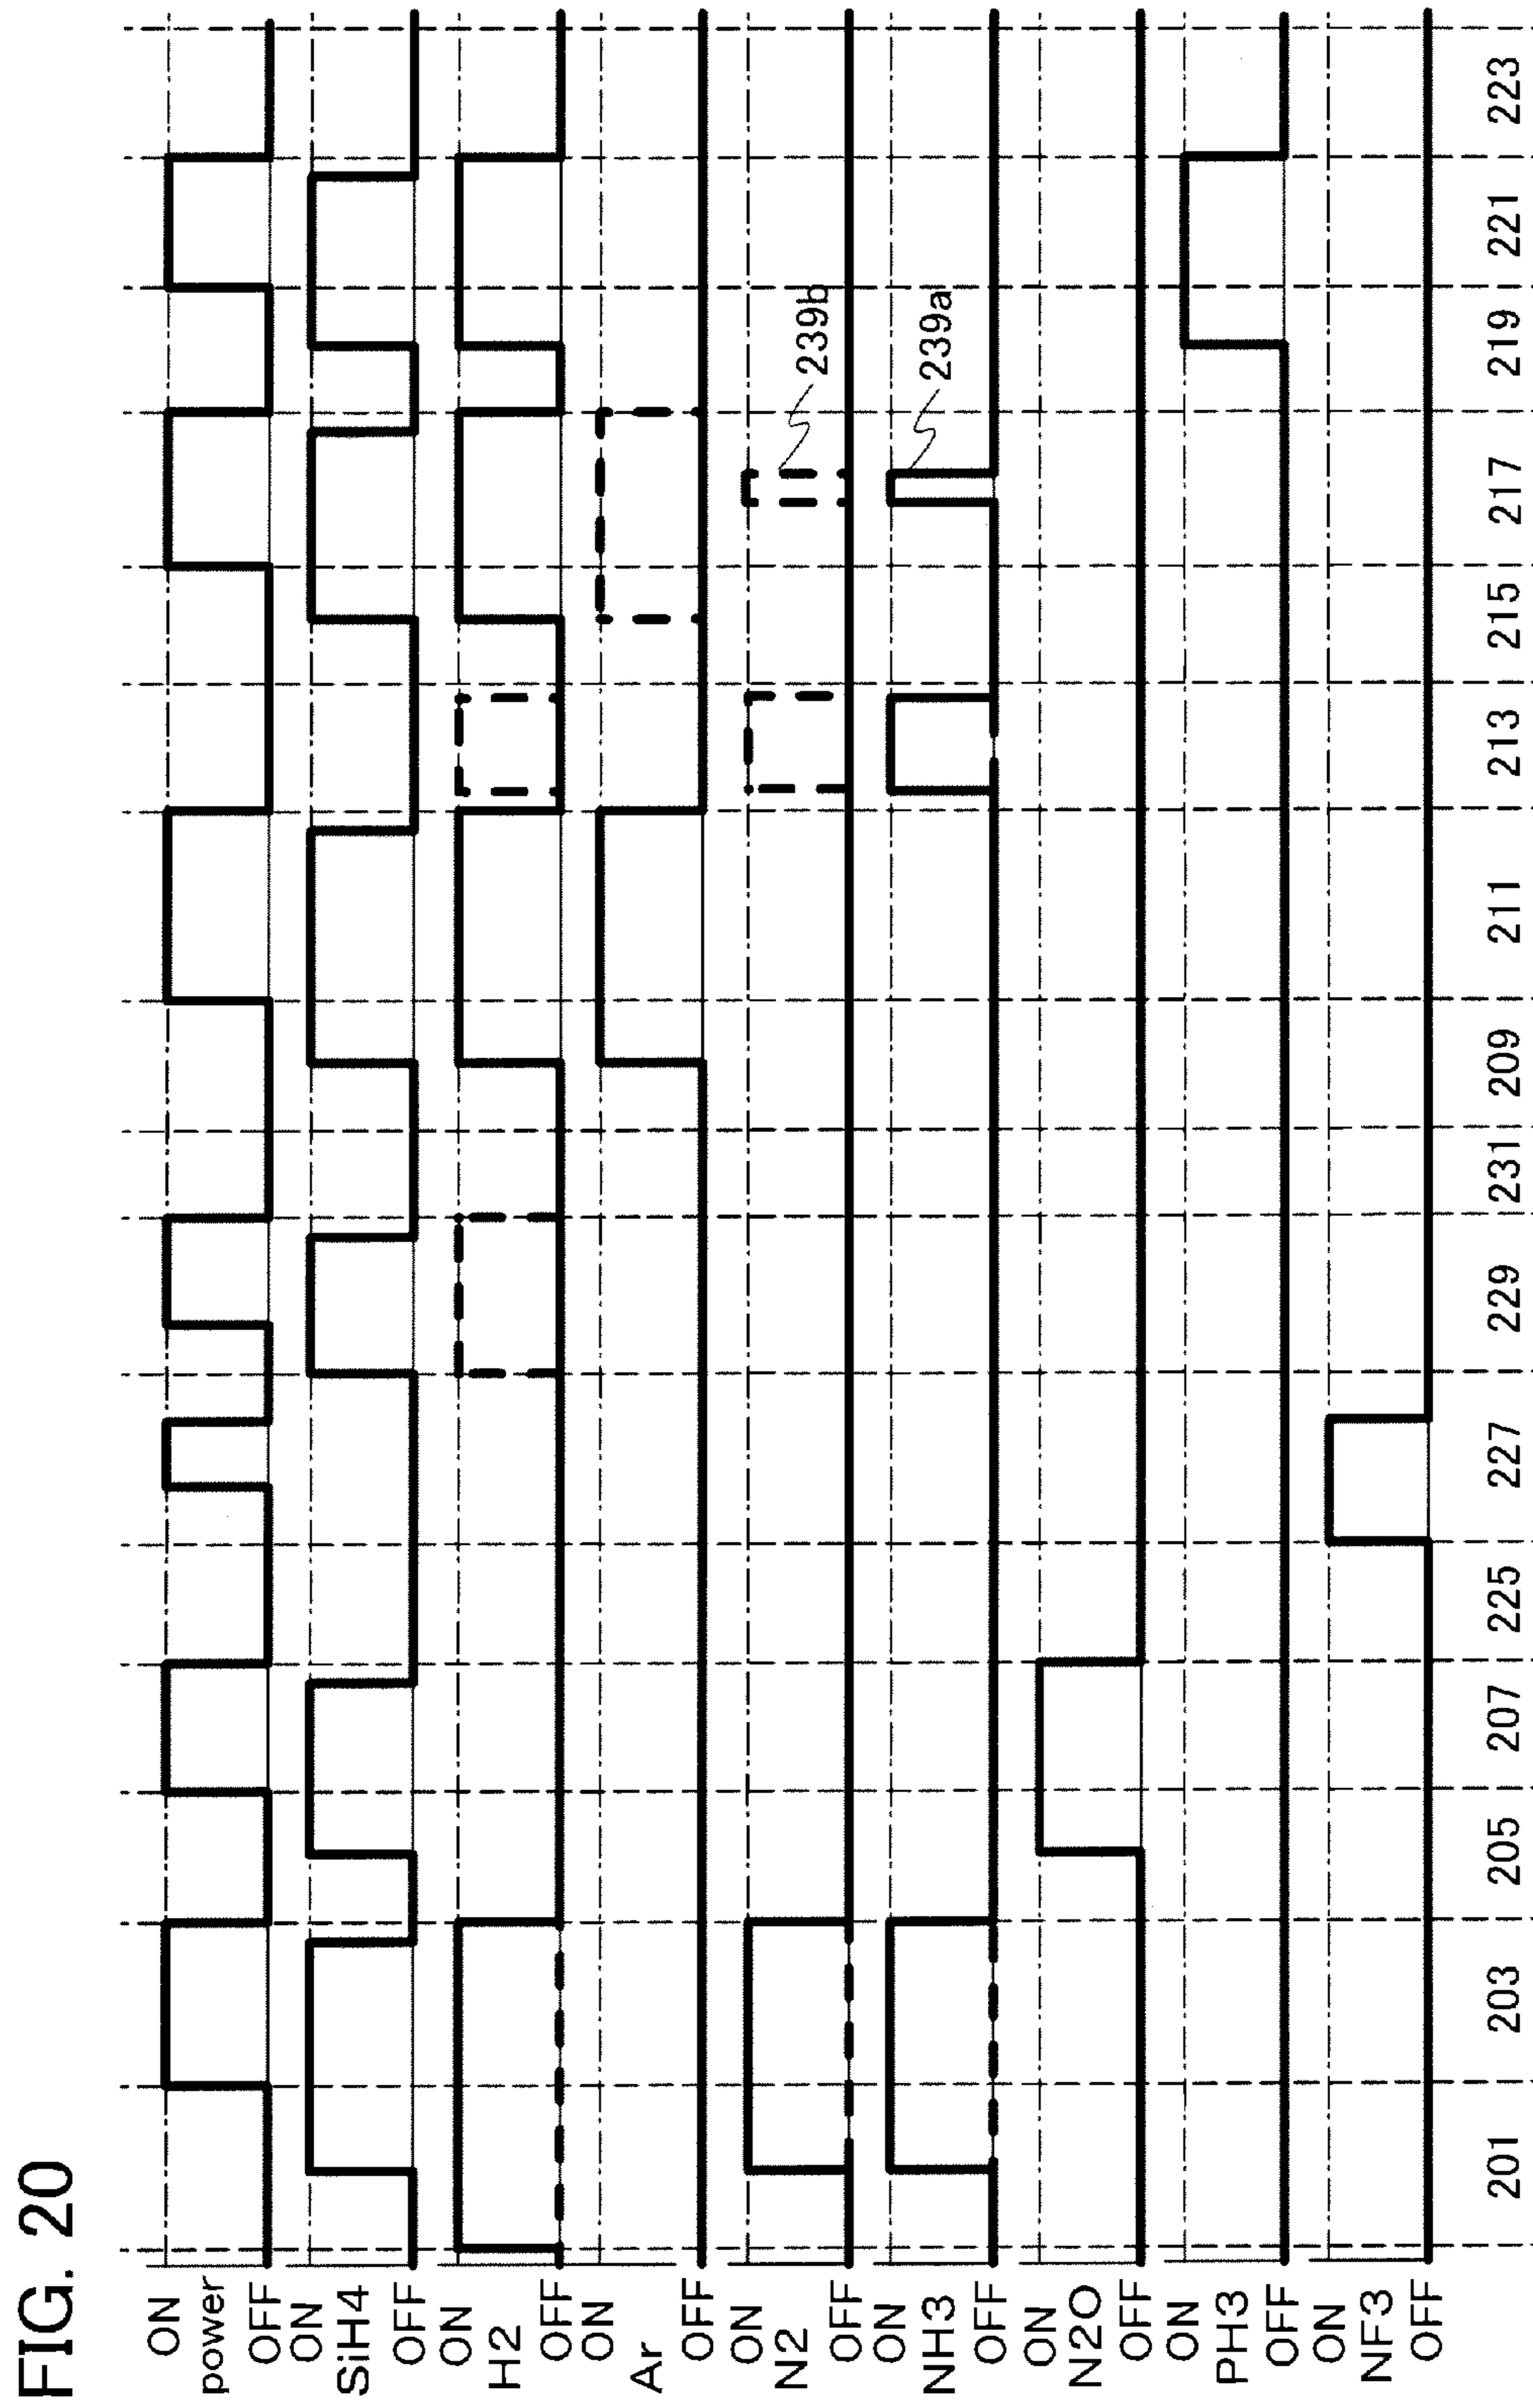 FIG. 20
ON
power
OFF
ON
SiH4
OFF
ON
H2
OFF
ON
Ar
OFF
ON
N2
OFF
239b
ON
NH3
OFF
239a
ON
N2O
OFF
ON
PH3
OFF
ON
NF3
OFF
201 203 205 207 225 227 229 231 209 211 213 215 217 219 221 223